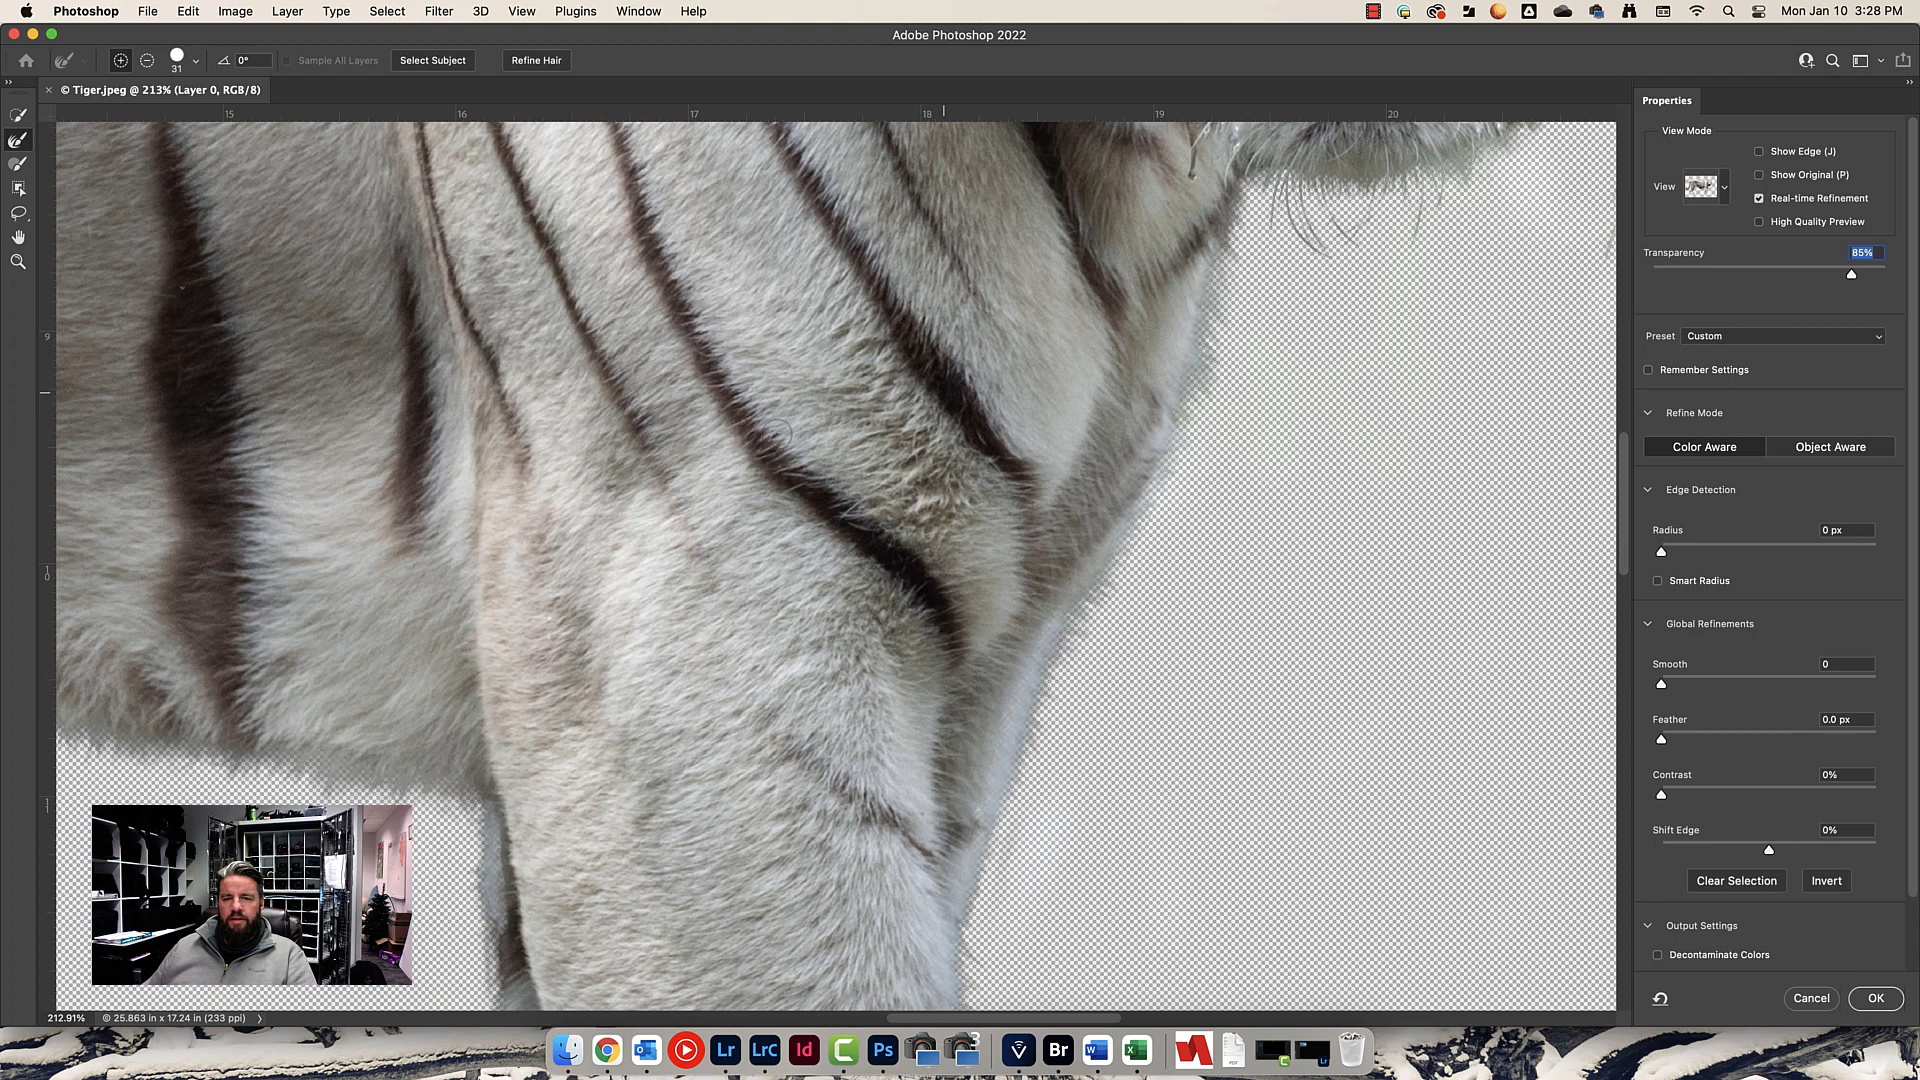 Photoshop File Edit Image Layer Type Select Filter 3D View Plugins Window Help
Mon Jan 10 3:28 PM
Adobe Photoshop 2022
31
0°
Sample All Layers
Select Subject
Refine Hair
© Tiger.jpeg @ 213% (Layer 0, RGB/8)
15 16 17 18 19 20
9
10
11
Properties
View Mode
Show Edge (J)
Show Original (P)
View
Real-time Refinement
High Quality Preview
Transparency 85%
Preset Custom
Remember Settings
Refine Mode
Color Aware Object Aware
Edge Detection
Radius 0 px
Smart Radius
Global Refinements
Smooth 0
Feather 0.0 px
Contrast 0%
Shift Edge 0%
Clear Selection Invert
Output Settings
Decontaminate Colors
Cancel OK
212.91% © 25.863 in x 17.24 in (233 ppi)
Lr LrC Id C Ps 3 Br W X PDF